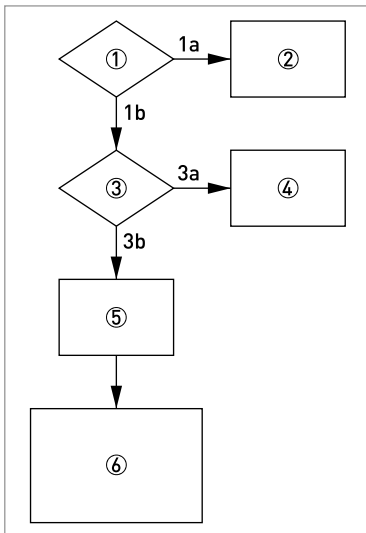 ① 1a ②
1b
③ 3a ④
3b
⑤
⑥